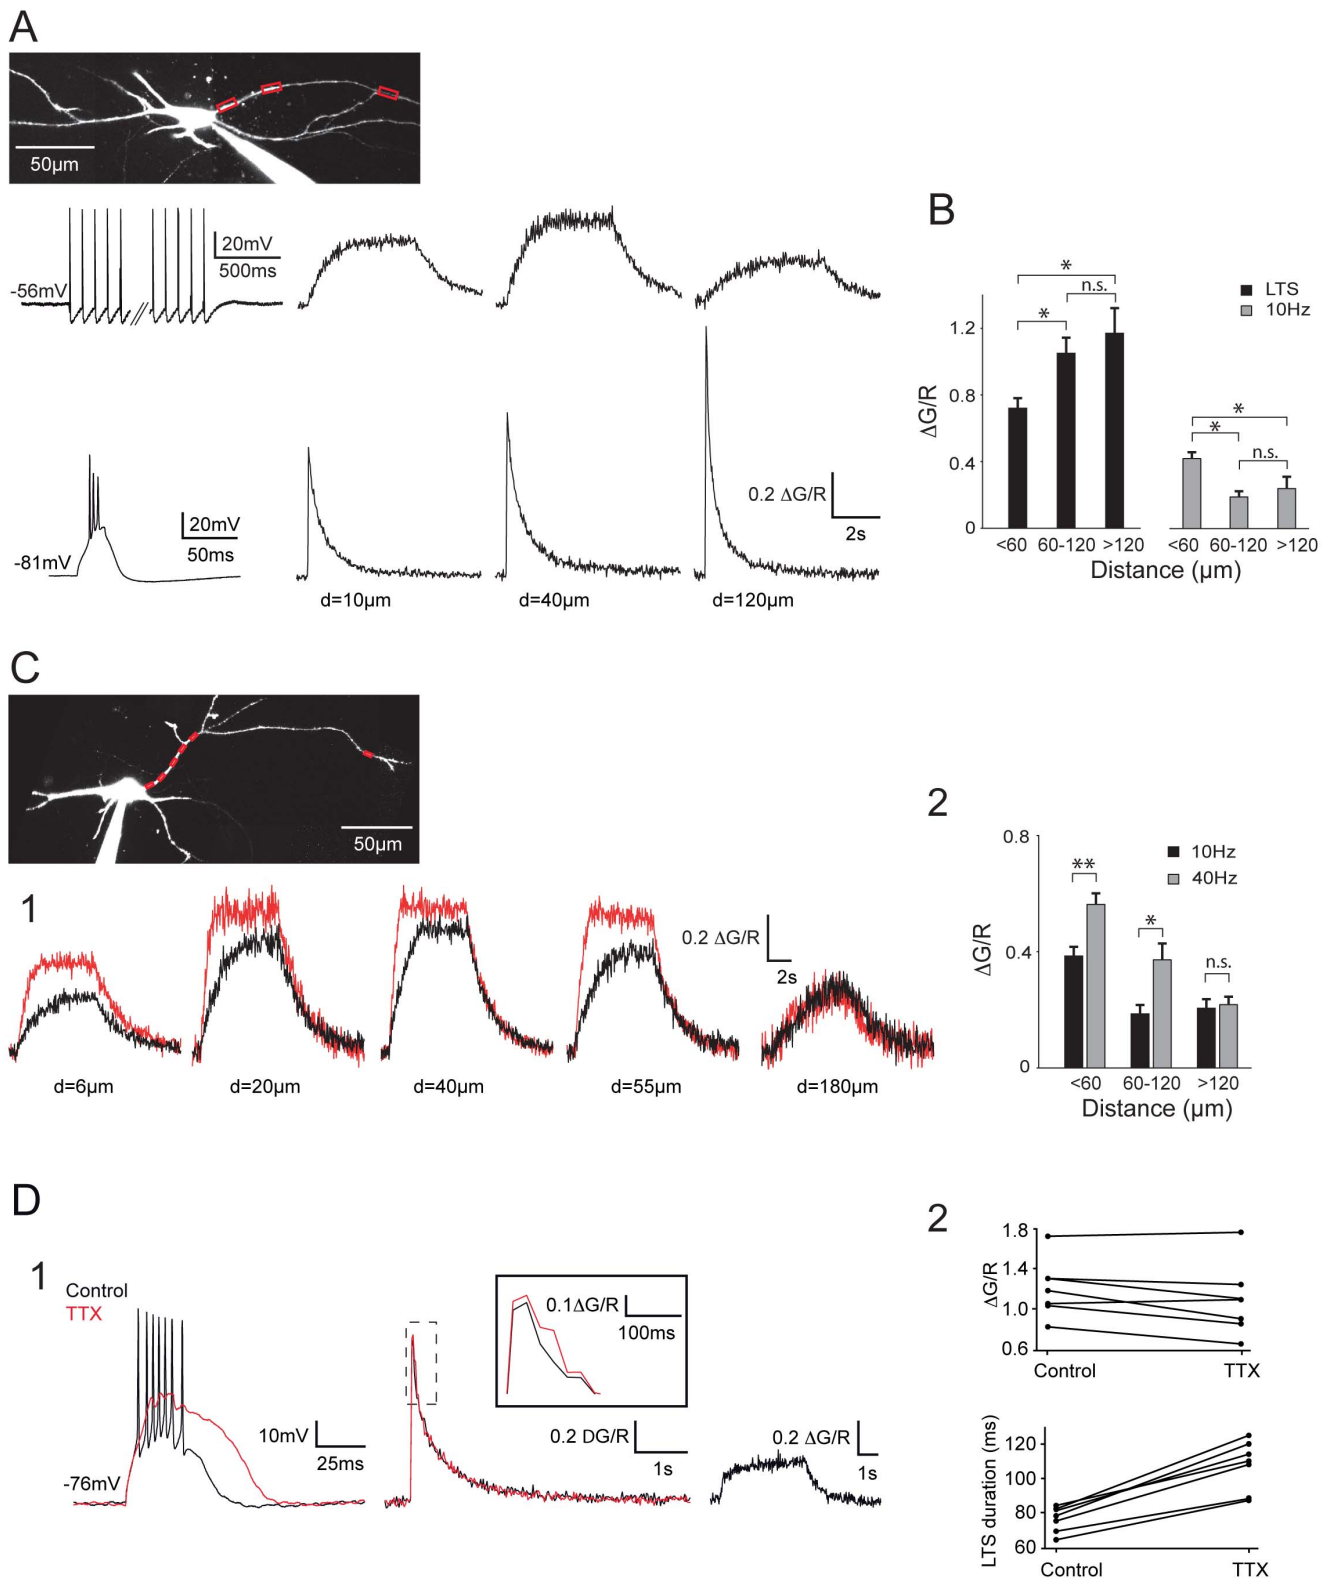 A
50µm
-56mV
20mV
500ms
-81mV
20mV
50ms
0.2 ΔG/R
2s
d=10µm
d=40µm
d=120µm
B
LTS
10Hz
*
n.s.
*
*
*
n.s.
ΔG/R
1.2
0.8
0.4
0
<60
60-120
>120
<60
60-120
>120
Distance (µm)
C
50µm
1
0.2 ΔG/R
2s
d=6µm
d=20µm
d=40µm
d=55µm
d=180µm
2
10Hz
40Hz
**
*
n.s.
ΔG/R
0.8
0.4
0
<60
60-120
>120
Distance (µm)
D
1
Control
TTX
-76mV
10mV
25ms
0.1ΔG/R
100ms
0.2 DG/R
1s
0.2 ΔG/R
1s
2
ΔG/R
1.8
1.4
1.0
0.6
Control
TTX
LTS duration (ms)
120
100
80
60
Control
TTX